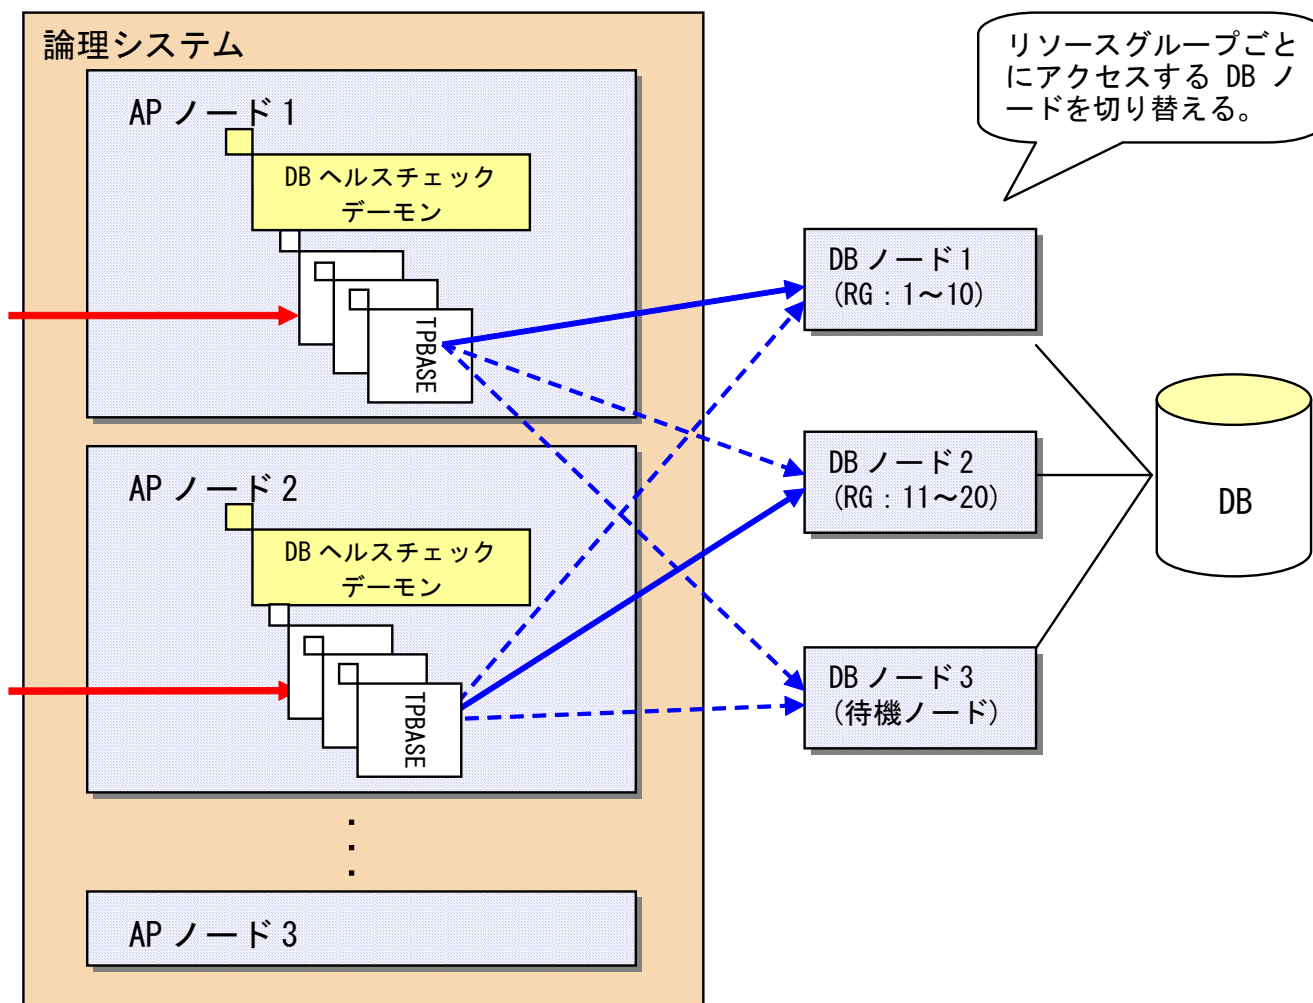 論理システム
AP ノード 1
DB ヘルスチェック
デーモン
TPBASE
AP ノード 2
DB ヘルスチェック
デーモン
TPBASE
・
・
・
AP ノード 3
リソースグループごと
にアクセスする DB ノ
ードを切り替える。
DB ノード 1
(RG：1～10)
DB ノード 2
(RG：11～20)
DB ノード 3
(待機ノード)
DB